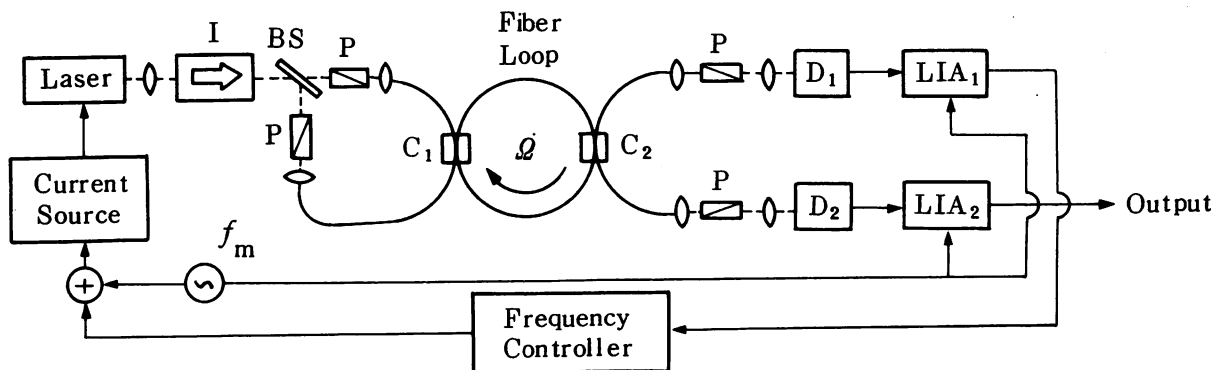 Laser
I
BS
P
Fiber
Loop
P
D1
LIA1
P
C1
Ω
C2
Current
Source
P
D2
LIA2
Output
fm
+
~
Frequency
Controller